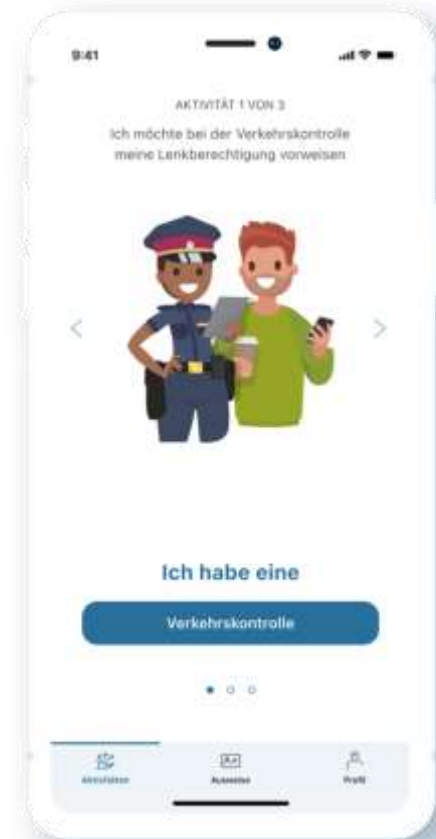 9:41
AKTIVITÄT 1 VON 3
Ich möchte bei der Verkehrskontrolle
meine Lenkberechtigung vorweisen
Ich habe eine
Verkehrskontrolle
Aktivitäten
Ausweise
Profil